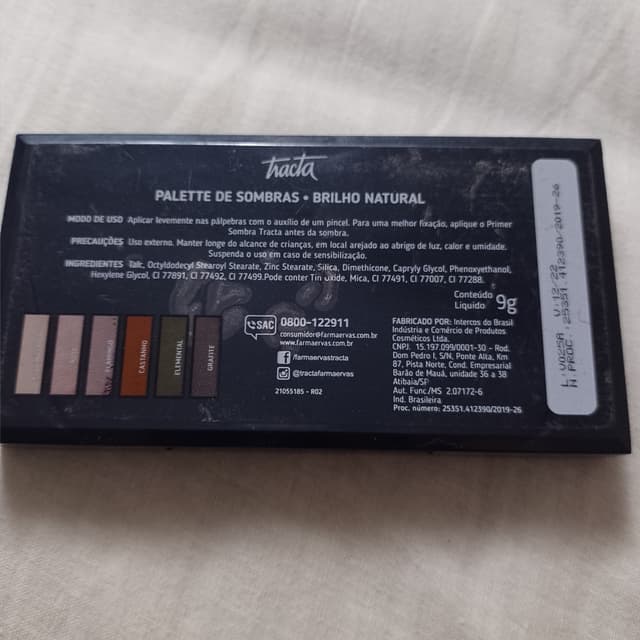 tracta
PALETTE DE SOMBRAS • BRILHO NATURAL
MODO DE USO Aplicar levemente nas pálpebras com o auxílio de um pincel. Para uma melhor fixação, aplique o Primer
Sombra Tracta antes da sombra.
PRECAUÇÕES Uso externo. Manter longe do alcance de crianças, em local arejado ao abrigo de luz, calor e umidade.
Suspenda o uso em caso de sensibilização.
INGREDIENTES Talc, Octyldodecyl Stearoyl Stearate, Zinc Stearate, Silica, Dimethicone, Capryly Glycol, Phenoxyethanol,
Hexylene Glycol, CI 77891, CI 77492, CI 77499.Pode conter Tin oxide, Mica, CI 77491, CI 77007, CI 77288.
Conteúdo
Líquido 9g
FLAMINGO
CASTANHO
ELEMENTAL
GRAFITE
SAC 0800-122911
consumidor@farmaervas.com.br
www.farmaervas.com.br
/farmaervastracta
@tractafarmaervas
21055185 - R02
FABRICADO POR: Intercos do Brasil
Indústria e Comércio de Produtos
Cosméticos Ltda.
CNPJ. 15.197.099/0001-30 - Rod.
Dom Pedro I, S/N, Ponte Alta, Km
87, Pista Norte, Cond. Empresarial
Barão de Mauá, unidade 36 a 38
Atibaia/SP
Aut. Func./MS 2.07172-6
Ind. Brasileira
Proc. número: 25351.412390/2019-26
L V025A V:12/22
N PROC: 25351.412390/2019-26